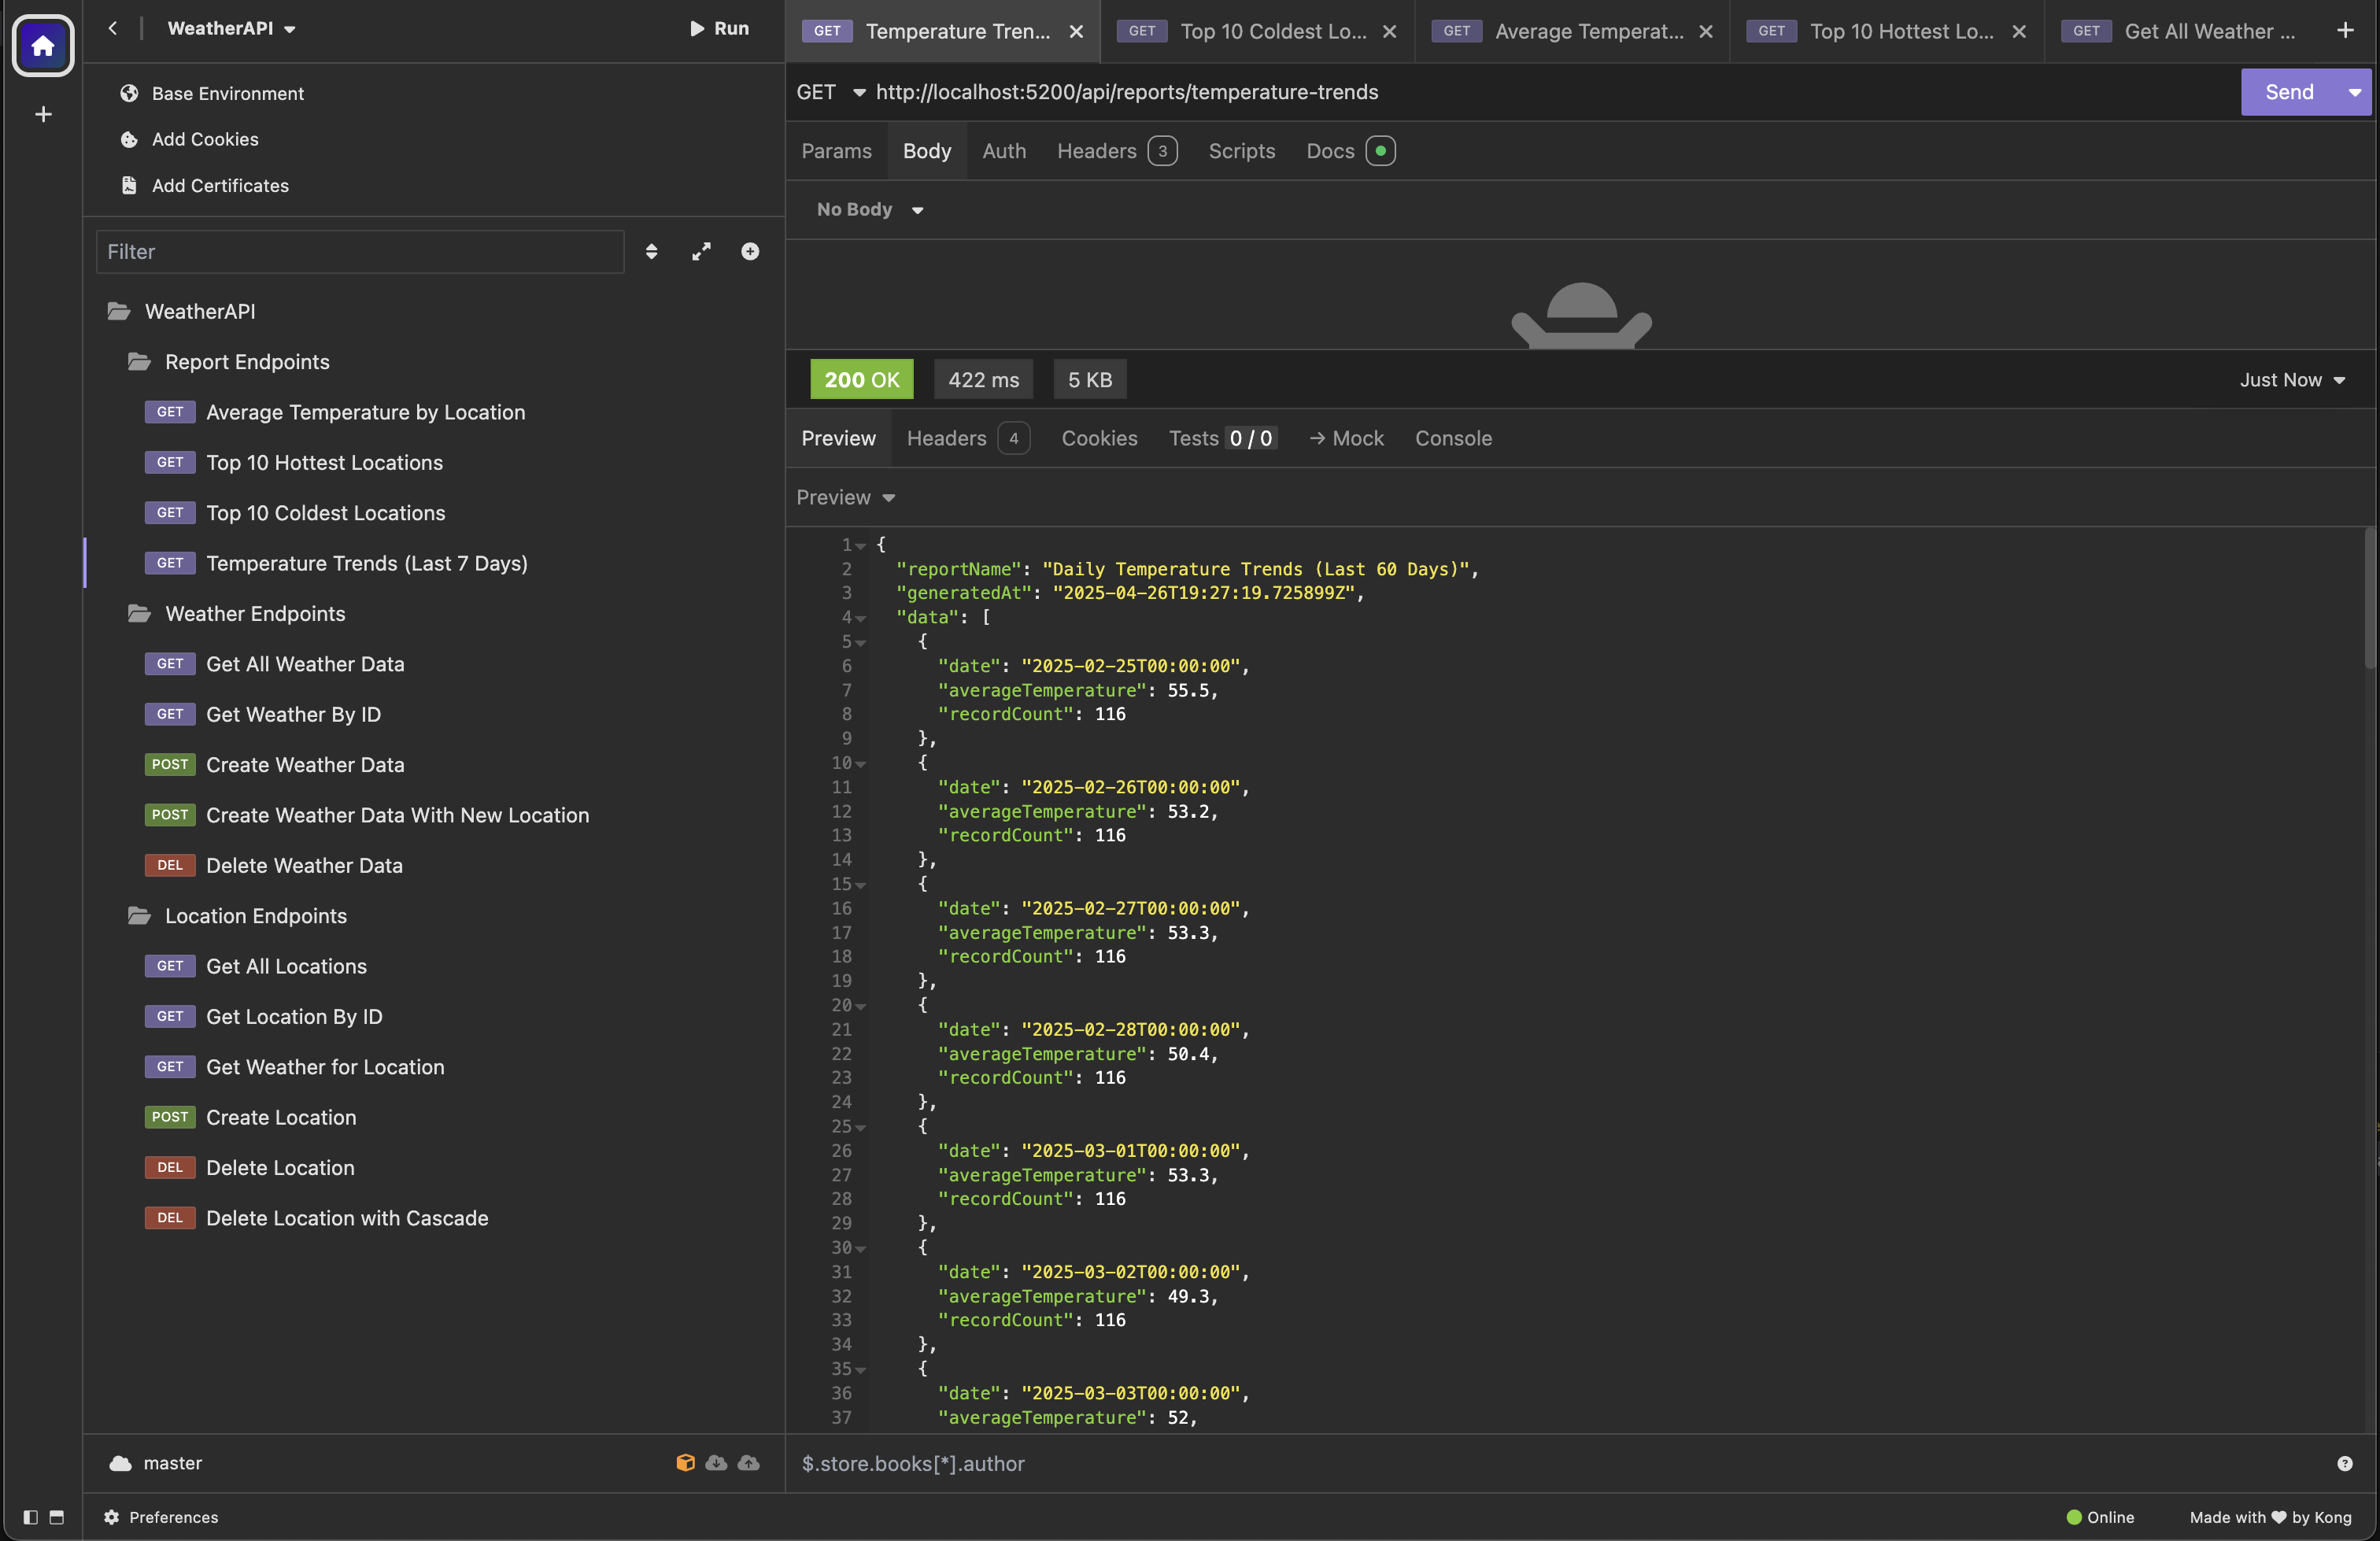 WeatherAPI
Run
Base Environment
Add Cookies
Add Certificates
Filter
WeatherAPI
Report Endpoints
GET Average Temperature by Location
GET Top 10 Hottest Locations
GET Top 10 Coldest Locations
GET Temperature Trends (Last 7 Days)
Weather Endpoints
GET Get All Weather Data
GET Get Weather By ID
POST Create Weather Data
POST Create Weather Data With New Location
DEL Delete Weather Data
Location Endpoints
GET Get All Locations
GET Get Location By ID
GET Get Weather for Location
POST Create Location
DEL Delete Location
DEL Delete Location with Cascade
master
Preferences
GET Temperature Tren... GET Top 10 Coldest Lo... GET Average Temperat... GET Top 10 Hottest Lo... GET Get All Weather ...
GET http://localhost:5200/api/reports/temperature-trends Send
Params Body Auth Headers 3 Scripts Docs
No Body
200 OK 422 ms 5 KB Just Now
Preview Headers 4 Cookies Tests 0 / 0 → Mock Console
Preview
1 {
2 "reportName": "Daily Temperature Trends (Last 60 Days)",
3 "generatedAt": "2025-04-26T19:27:19.725899Z",
4 "data": [
5 {
6 "date": "2025-02-25T00:00:00",
7 "averageTemperature": 55.5,
8 "recordCount": 116
9 },
10 {
11 "date": "2025-02-26T00:00:00",
12 "averageTemperature": 53.2,
13 "recordCount": 116
14 },
15 {
16 "date": "2025-02-27T00:00:00",
17 "averageTemperature": 53.3,
18 "recordCount": 116
19 },
20 {
21 "date": "2025-02-28T00:00:00",
22 "averageTemperature": 50.4,
23 "recordCount": 116
24 },
25 {
26 "date": "2025-03-01T00:00:00",
27 "averageTemperature": 53.3,
28 "recordCount": 116
29 },
30 {
31 "date": "2025-03-02T00:00:00",
32 "averageTemperature": 49.3,
33 "recordCount": 116
34 },
35 {
36 "date": "2025-03-03T00:00:00",
37 "averageTemperature": 52,
$.store.books[*].author
Online Made with ♥ by Kong